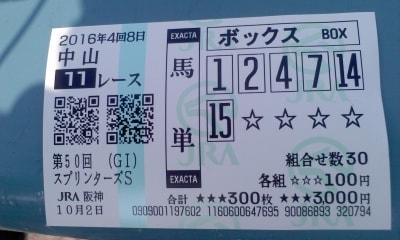 2016年4回8日
中山
11レース
第50回 (GI)
スプリンターズS
JRA 阪神
10月2日
EXACTA
馬単
EXACTA
ボックス BOX
1 2 4 7 14
15 ☆ ☆ ☆ ☆
組合せ数30
各組 ☆☆☆100円
合計 ★★★300枚 ★★★3,000円
0909001197602 1160600647695 90086893 320794
JRA
JRA